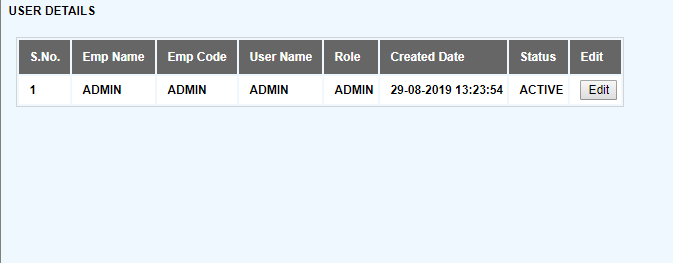 USER DETAILS
S.No. Emp Name Emp Code User Name Role Created Date Status Edit
1 ADMIN ADMIN ADMIN ADMIN 29-08-2019 13:23:54 ACTIVE Edit